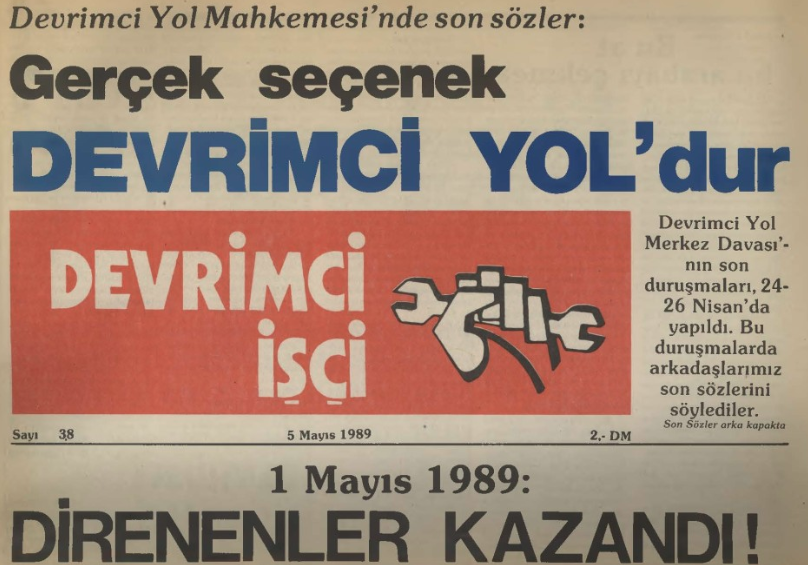 Devrimci Yol Mahkemesi’nde son sözler:
Gerçek seçenek
DEVRİMCİ YOL’dur
DEVRİMCİ
İŞÇİ
Devrimci Yol
Merkez Davası’-
nın son
duruşmaları, 24-
26 Nisan’da
yapıldı. Bu
duruşmalarda
arkadaşlarımız
son sözlerini
söylediler.
Son Sözler arka kapakta
Sayı 38 5 Mayıs 1989 2,- DM
1 Mayıs 1989:
DİRENENLER KAZANDI!